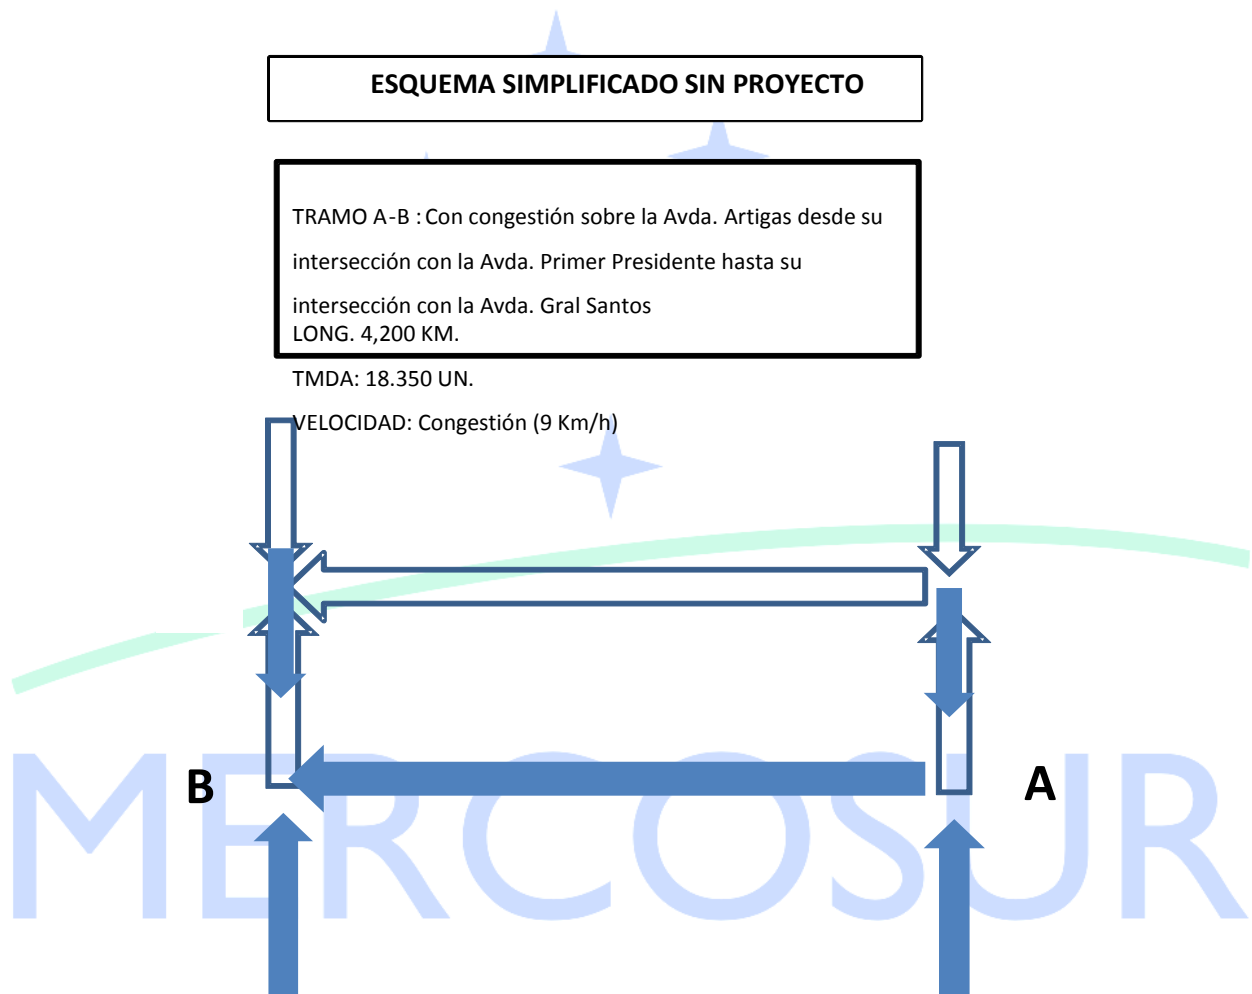 ESQUEMA SIMPLIFICADO SIN PROYECTO
TRAMO A-B : Con congestión sobre la Avda. Artigas desde su
intersección con la Avda. Primer Presidente hasta su
intersección con la Avda. Gral Santos
LONG. 4,200 KM.
TMDA: 18.350 UN.
VELOCIDAD: Congestión (9 Km/h)
B
A
MERCOSUR